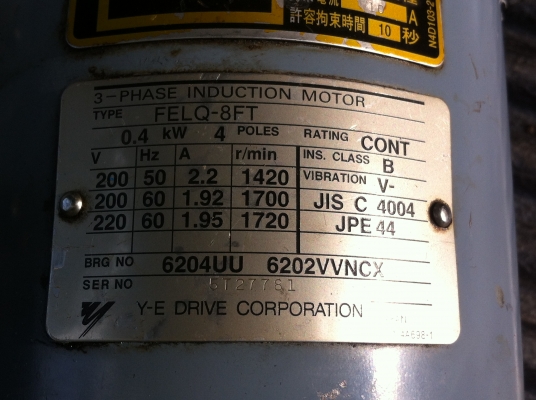 A
許容拘束時間 10 秒
3-PHASE INDUCTION MOTOR
TYPE FELQ-8FT
0.4 kW 4 POLES RATING CONT
V Hz A r/min INS. CLASS B
200 50 2.2 1420 VIBRATION V-
200 60 1.92 1700 JIS C 4004
220 60 1.95 1720 JPE 44
BRG NO 6204UU 6202VVNCX
SER NO
Y-E DRIVE CORPORATION